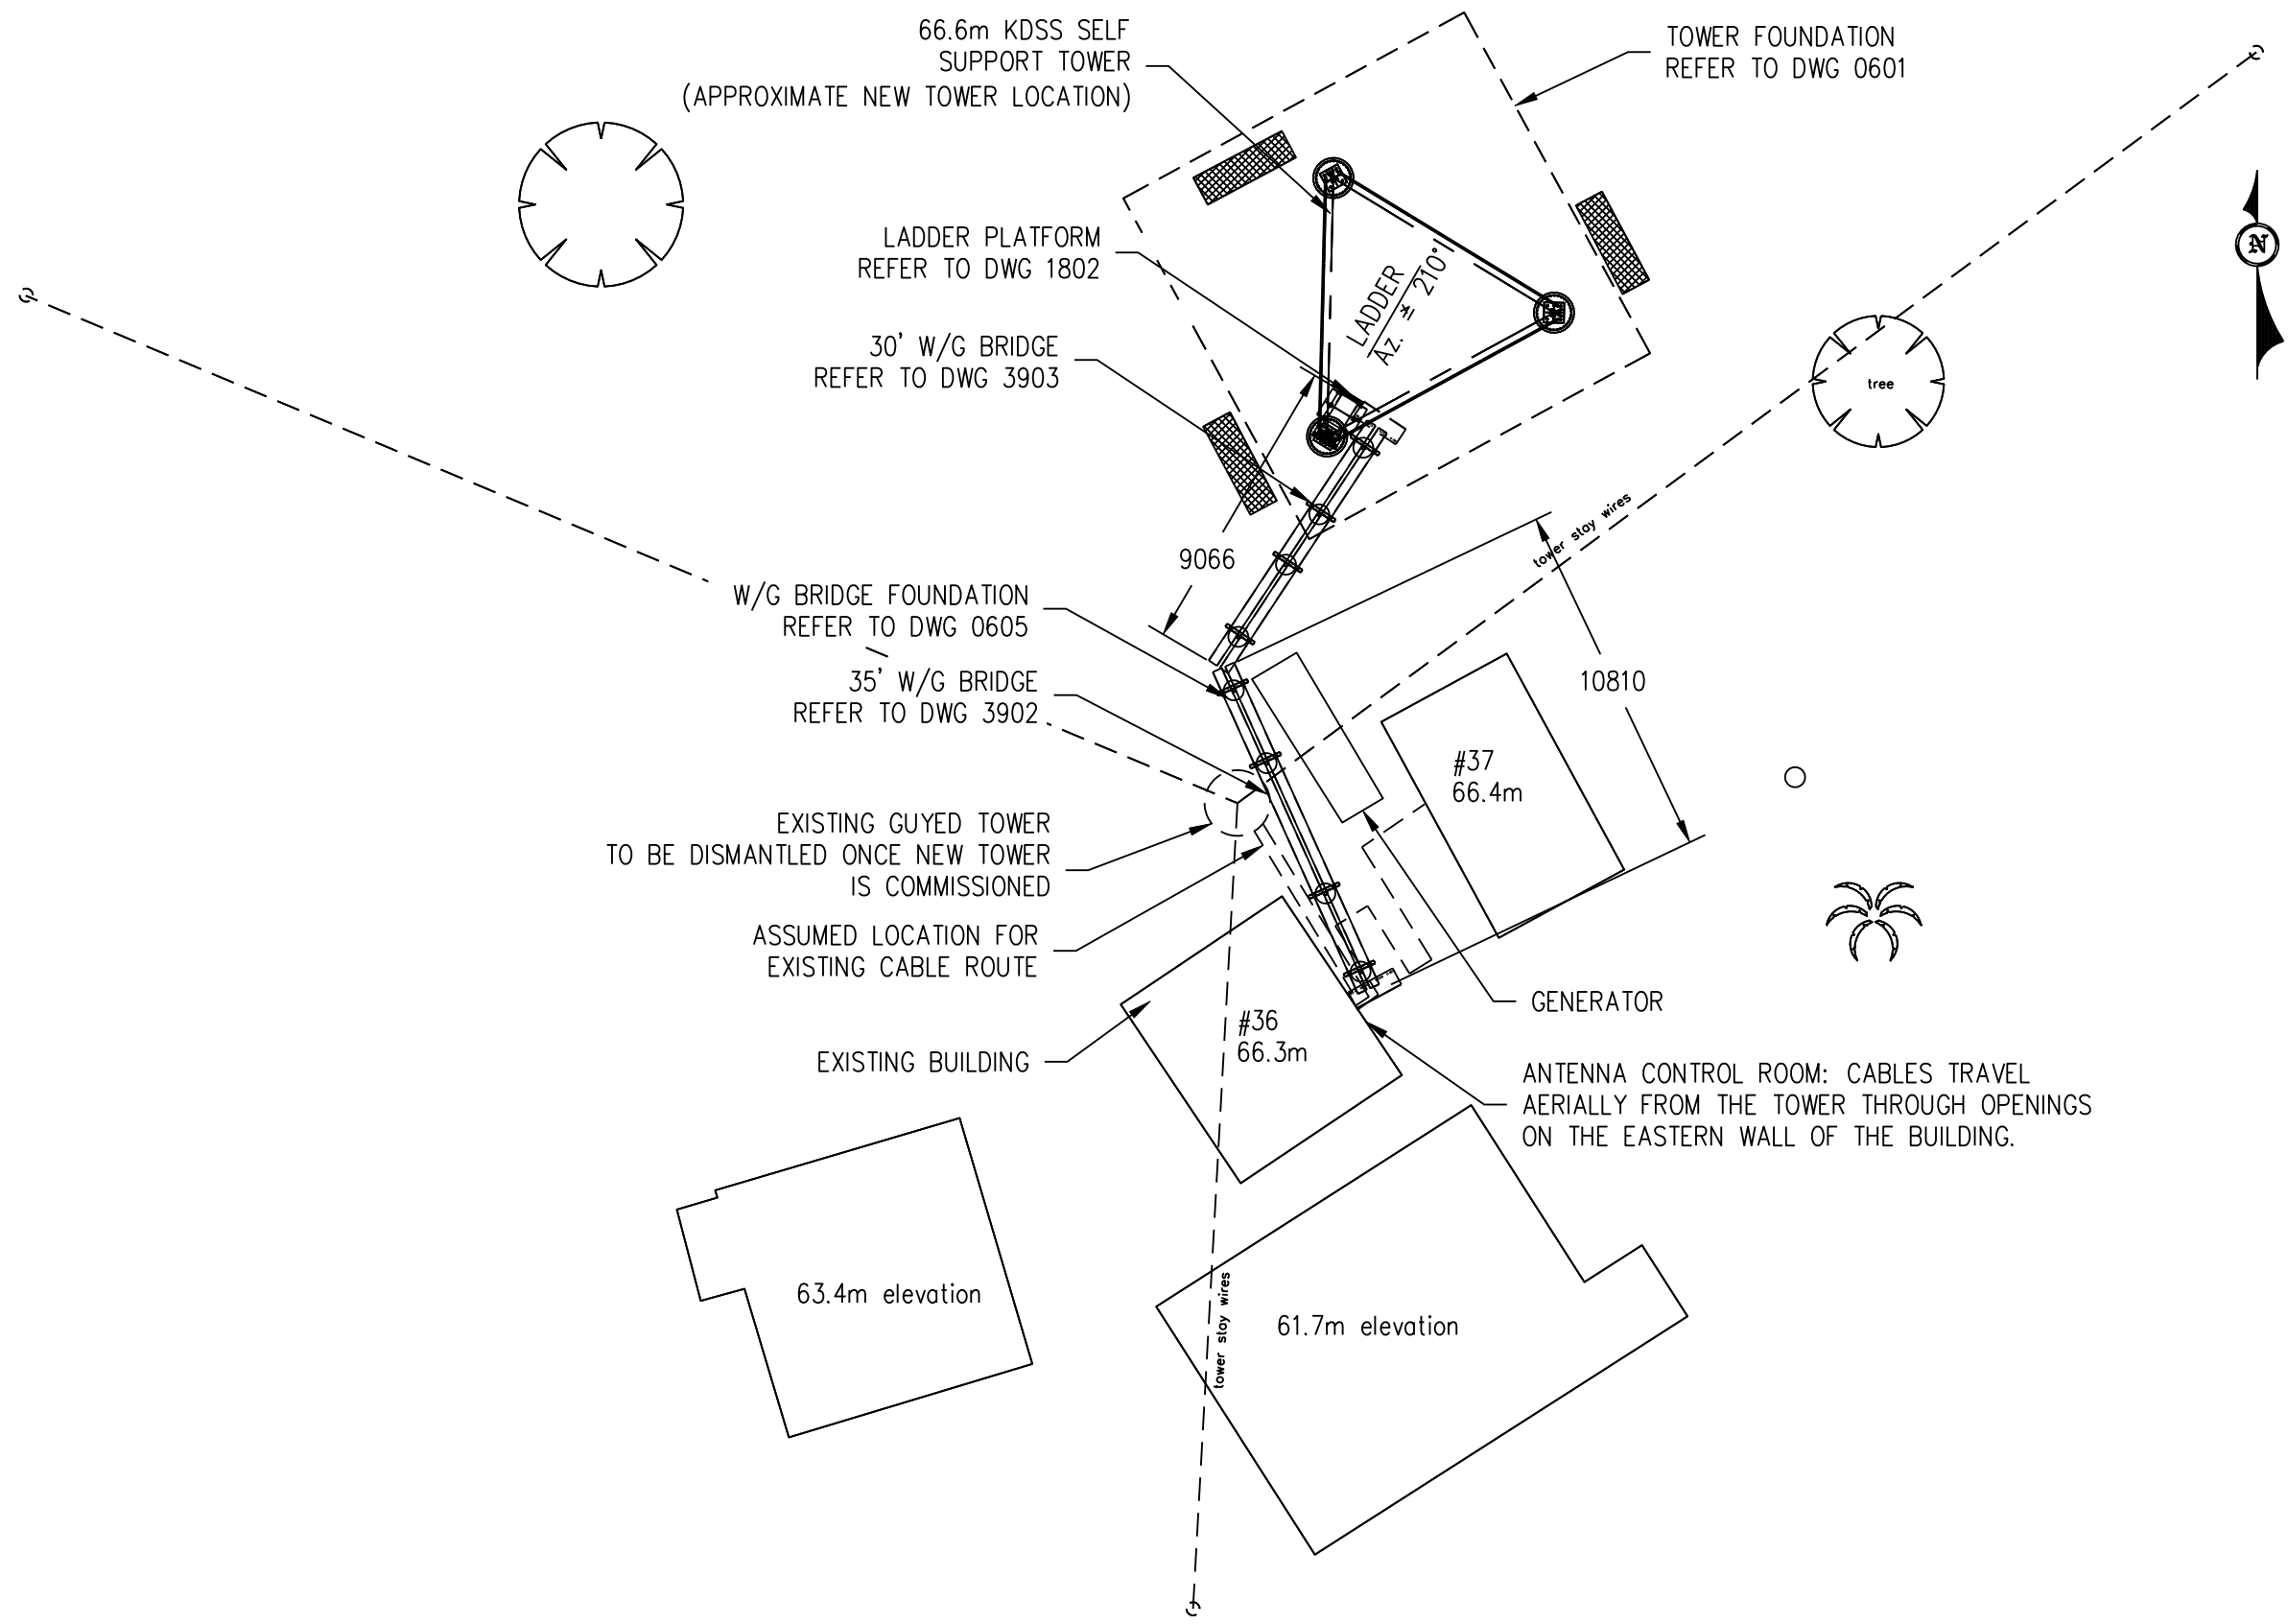 66.6m KDSS SELF
SUPPORT TOWER
(APPROXIMATE NEW TOWER LOCATION)
TOWER FOUNDATION
REFER TO DWG 0601
N
LADDER PLATFORM
REFER TO DWG 1802
LADDER
Az. ± 210°
30' W/G BRIDGE
REFER TO DWG 3903
tree
tower stay wires
9066
W/G BRIDGE FOUNDATION
REFER TO DWG 0605
35' W/G BRIDGE
REFER TO DWG 3902
10810
#37
66.4m
EXISTING GUYED TOWER
TO BE DISMANTLED ONCE NEW TOWER
IS COMMISSIONED
ASSUMED LOCATION FOR
EXISTING CABLE ROUTE
GENERATOR
#36
66.3m
EXISTING BUILDING
ANTENNA CONTROL ROOM: CABLES TRAVEL
AERIALLY FROM THE TOWER THROUGH OPENINGS
ON THE EASTERN WALL OF THE BUILDING.
63.4m elevation
tower stay wires
61.7m elevation